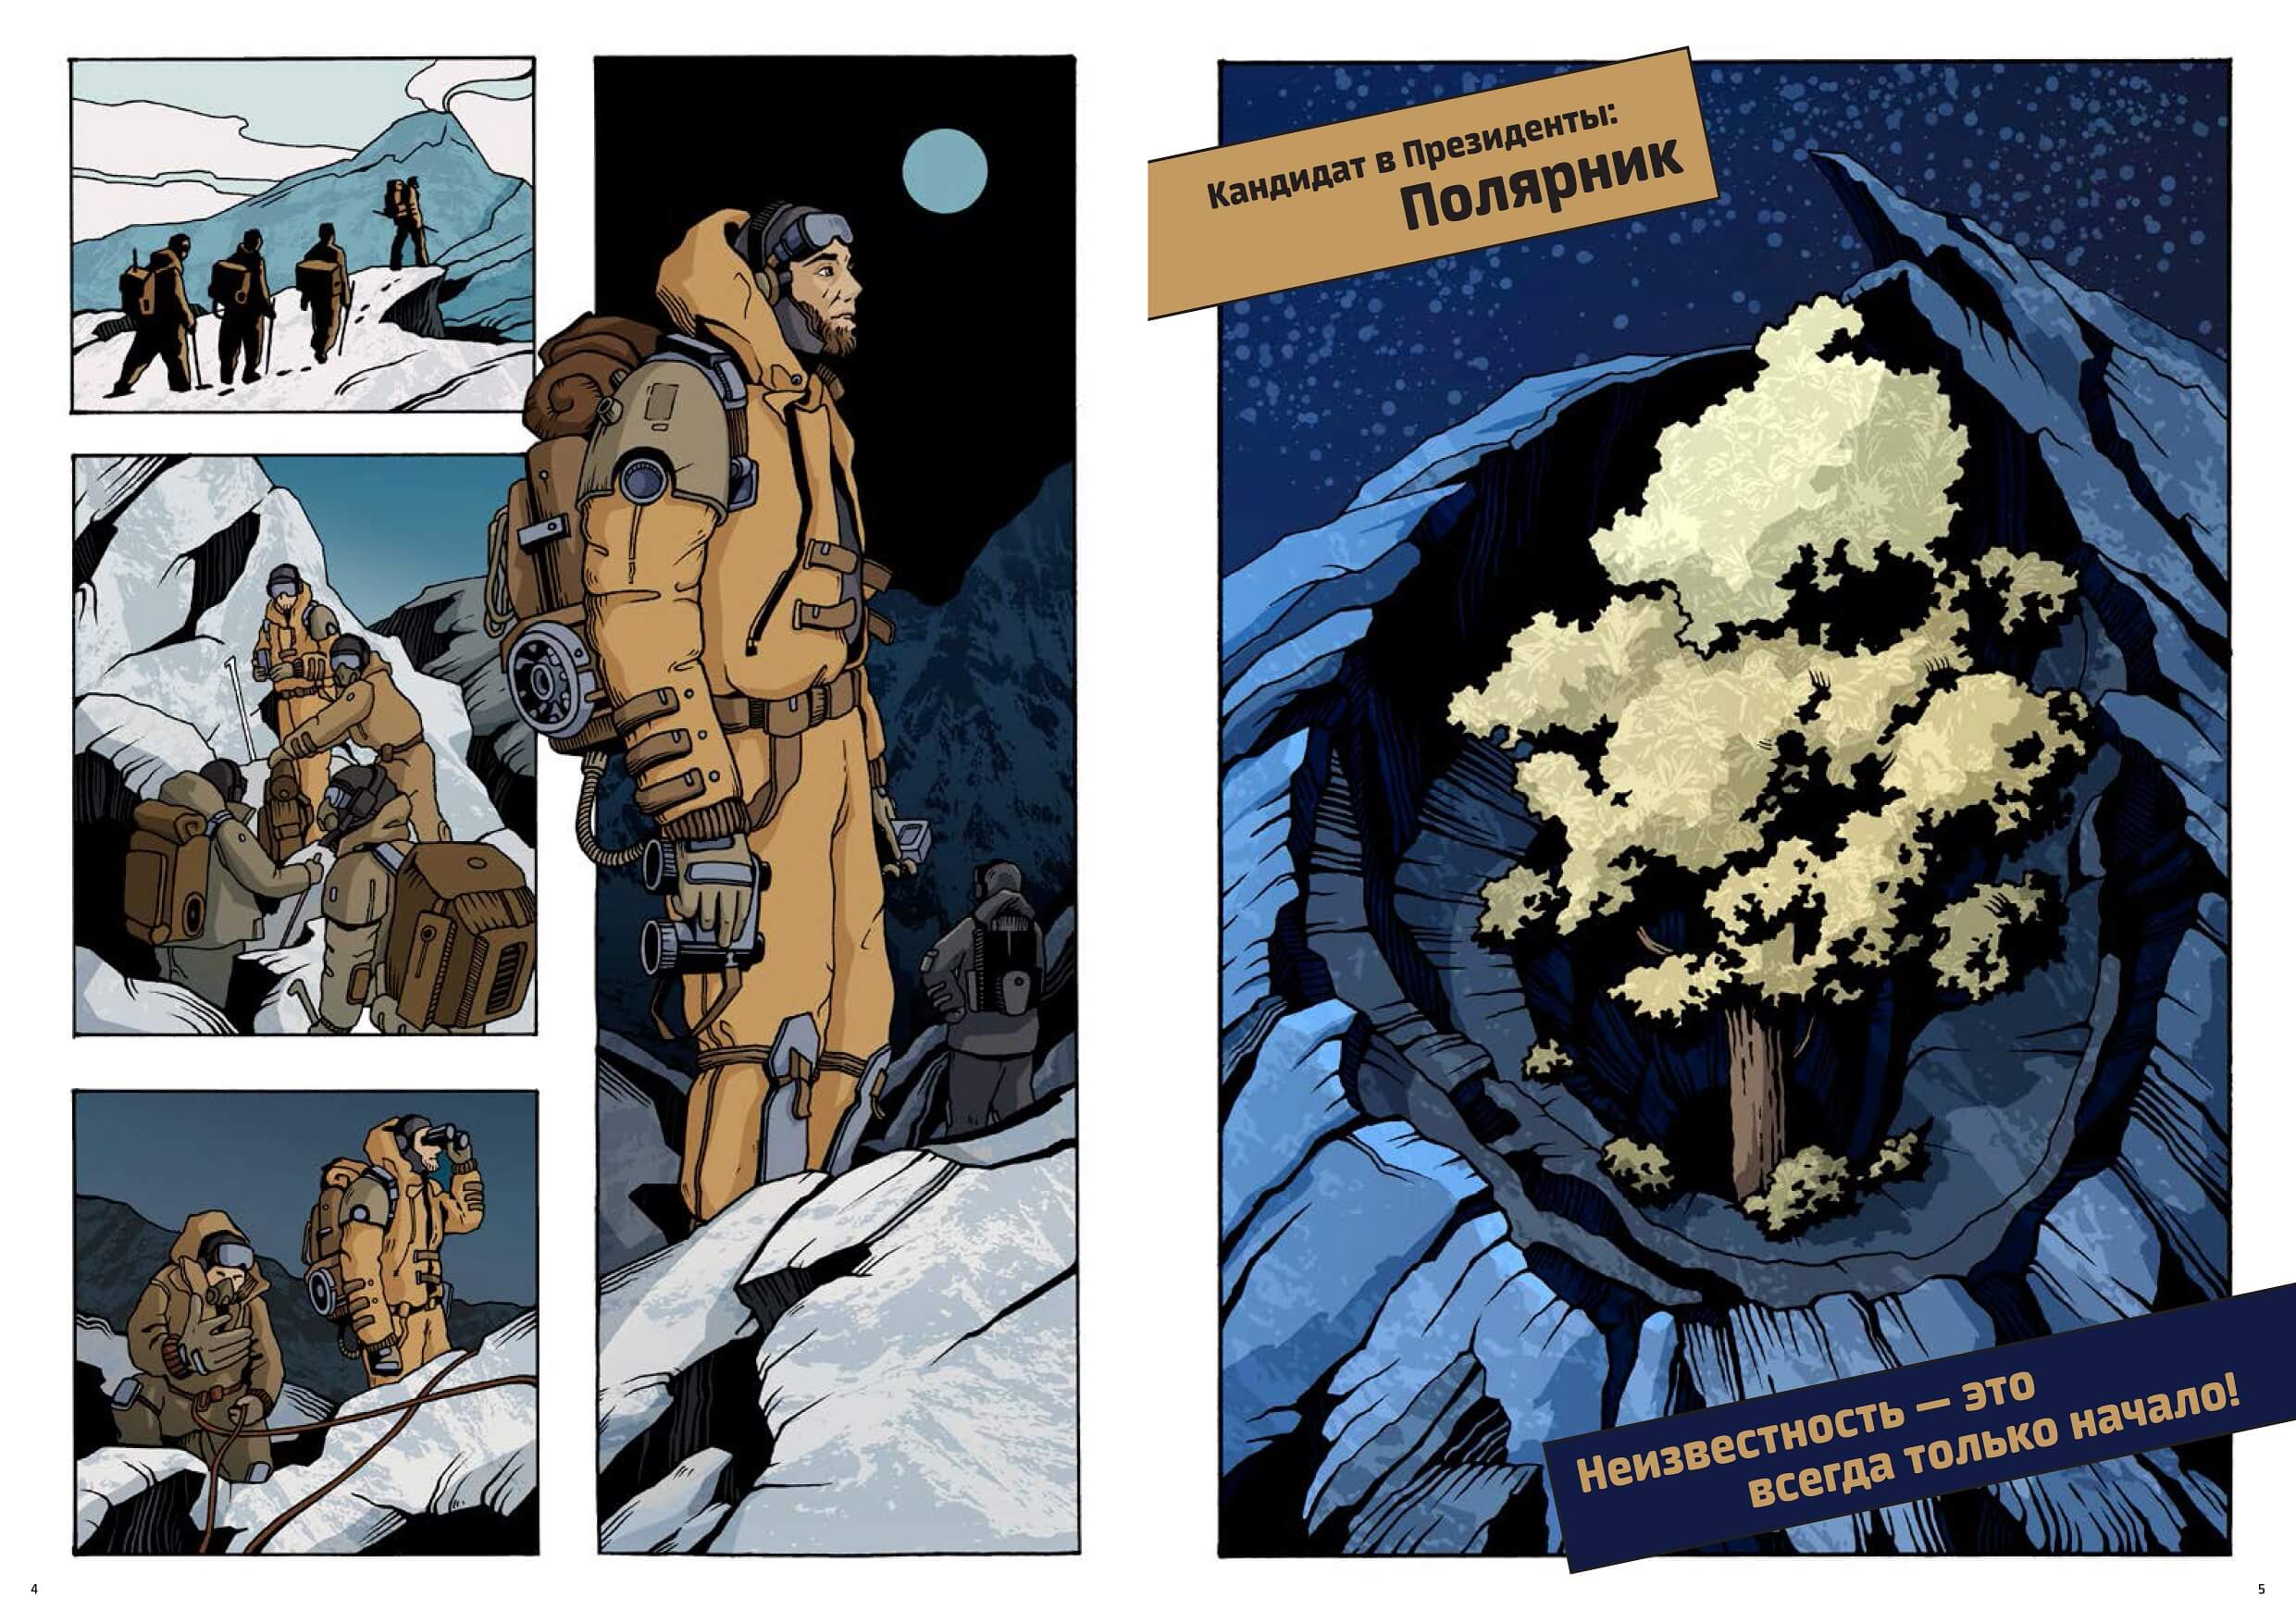 Кандидат в Президенты:
Полярник
Неизвестность — это
всегда только начало!
4
5